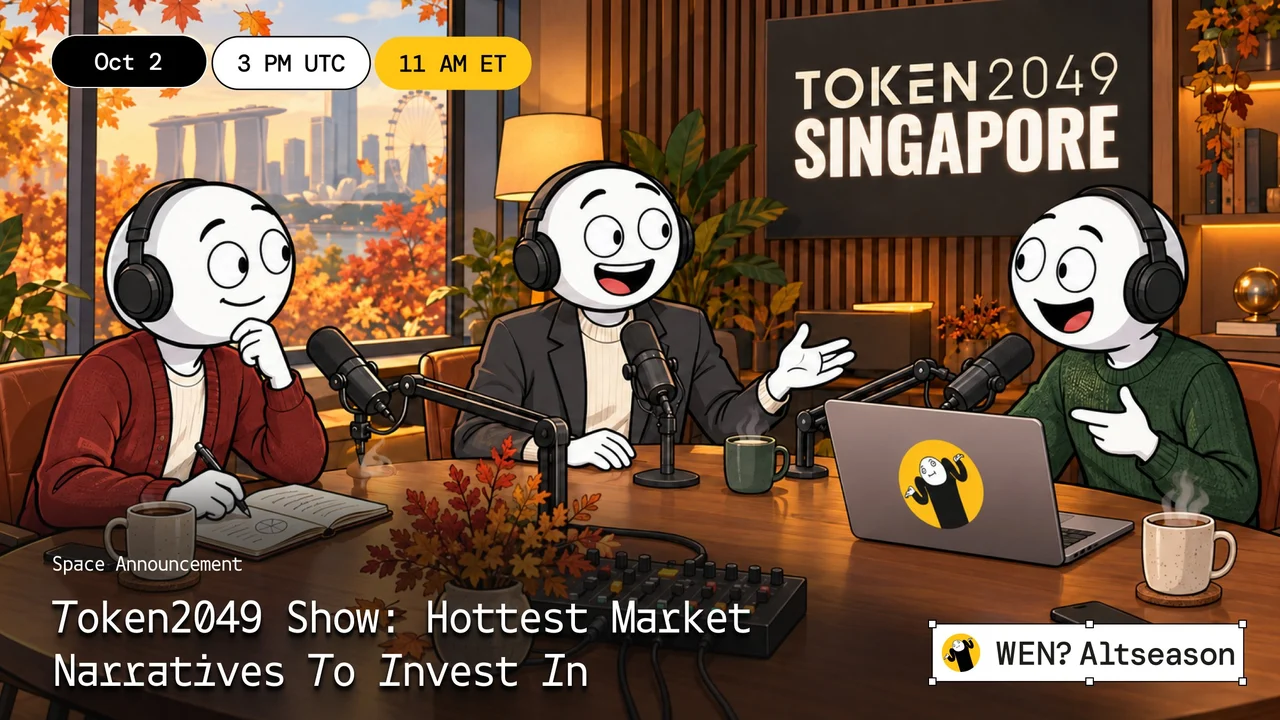 Oct 2
3 PM UTC
11 AM ET
TOKEN2049
SINGAPORE
Space Announcement
Token2049 Show: Hottest Market
Narratives To Invest In
WEN? Altseason